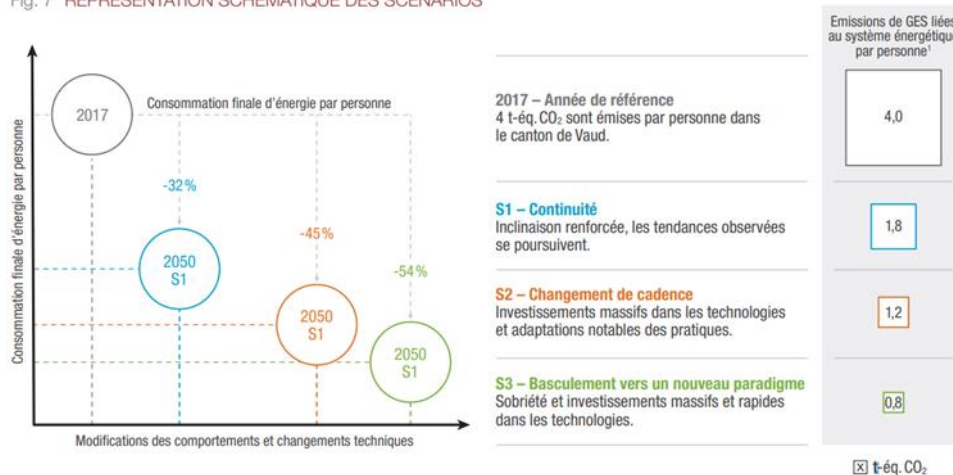 Fig. 7 REPRÉSENTATION SCHÉMATIQUE DES SCÉNARIOS
Consommation finale d'énergie par personne
2017
Consommation finale d'énergie par personne
-32 %
-45 %
-54 %
2050
S1
2050
S1
2050
S1
Modifications des comportements et changements techniques
2017 – Année de référence
4 t-éq. CO₂ sont émises par personne dans
le canton de Vaud.
S1 – Continuité
Inclinaison renforcée, les tendances observées
se poursuivent.
S2 – Changement de cadence
Investissements massifs dans les technologies
et adaptations notables des pratiques.
S3 – Basculement vers un nouveau paradigme
Sobriété et investissements massifs et rapides
dans les technologies.
Emissions de GES liées
au système énergétique
par personne¹
4,0
1,8
1,2
0,8
x t-éq. CO₂